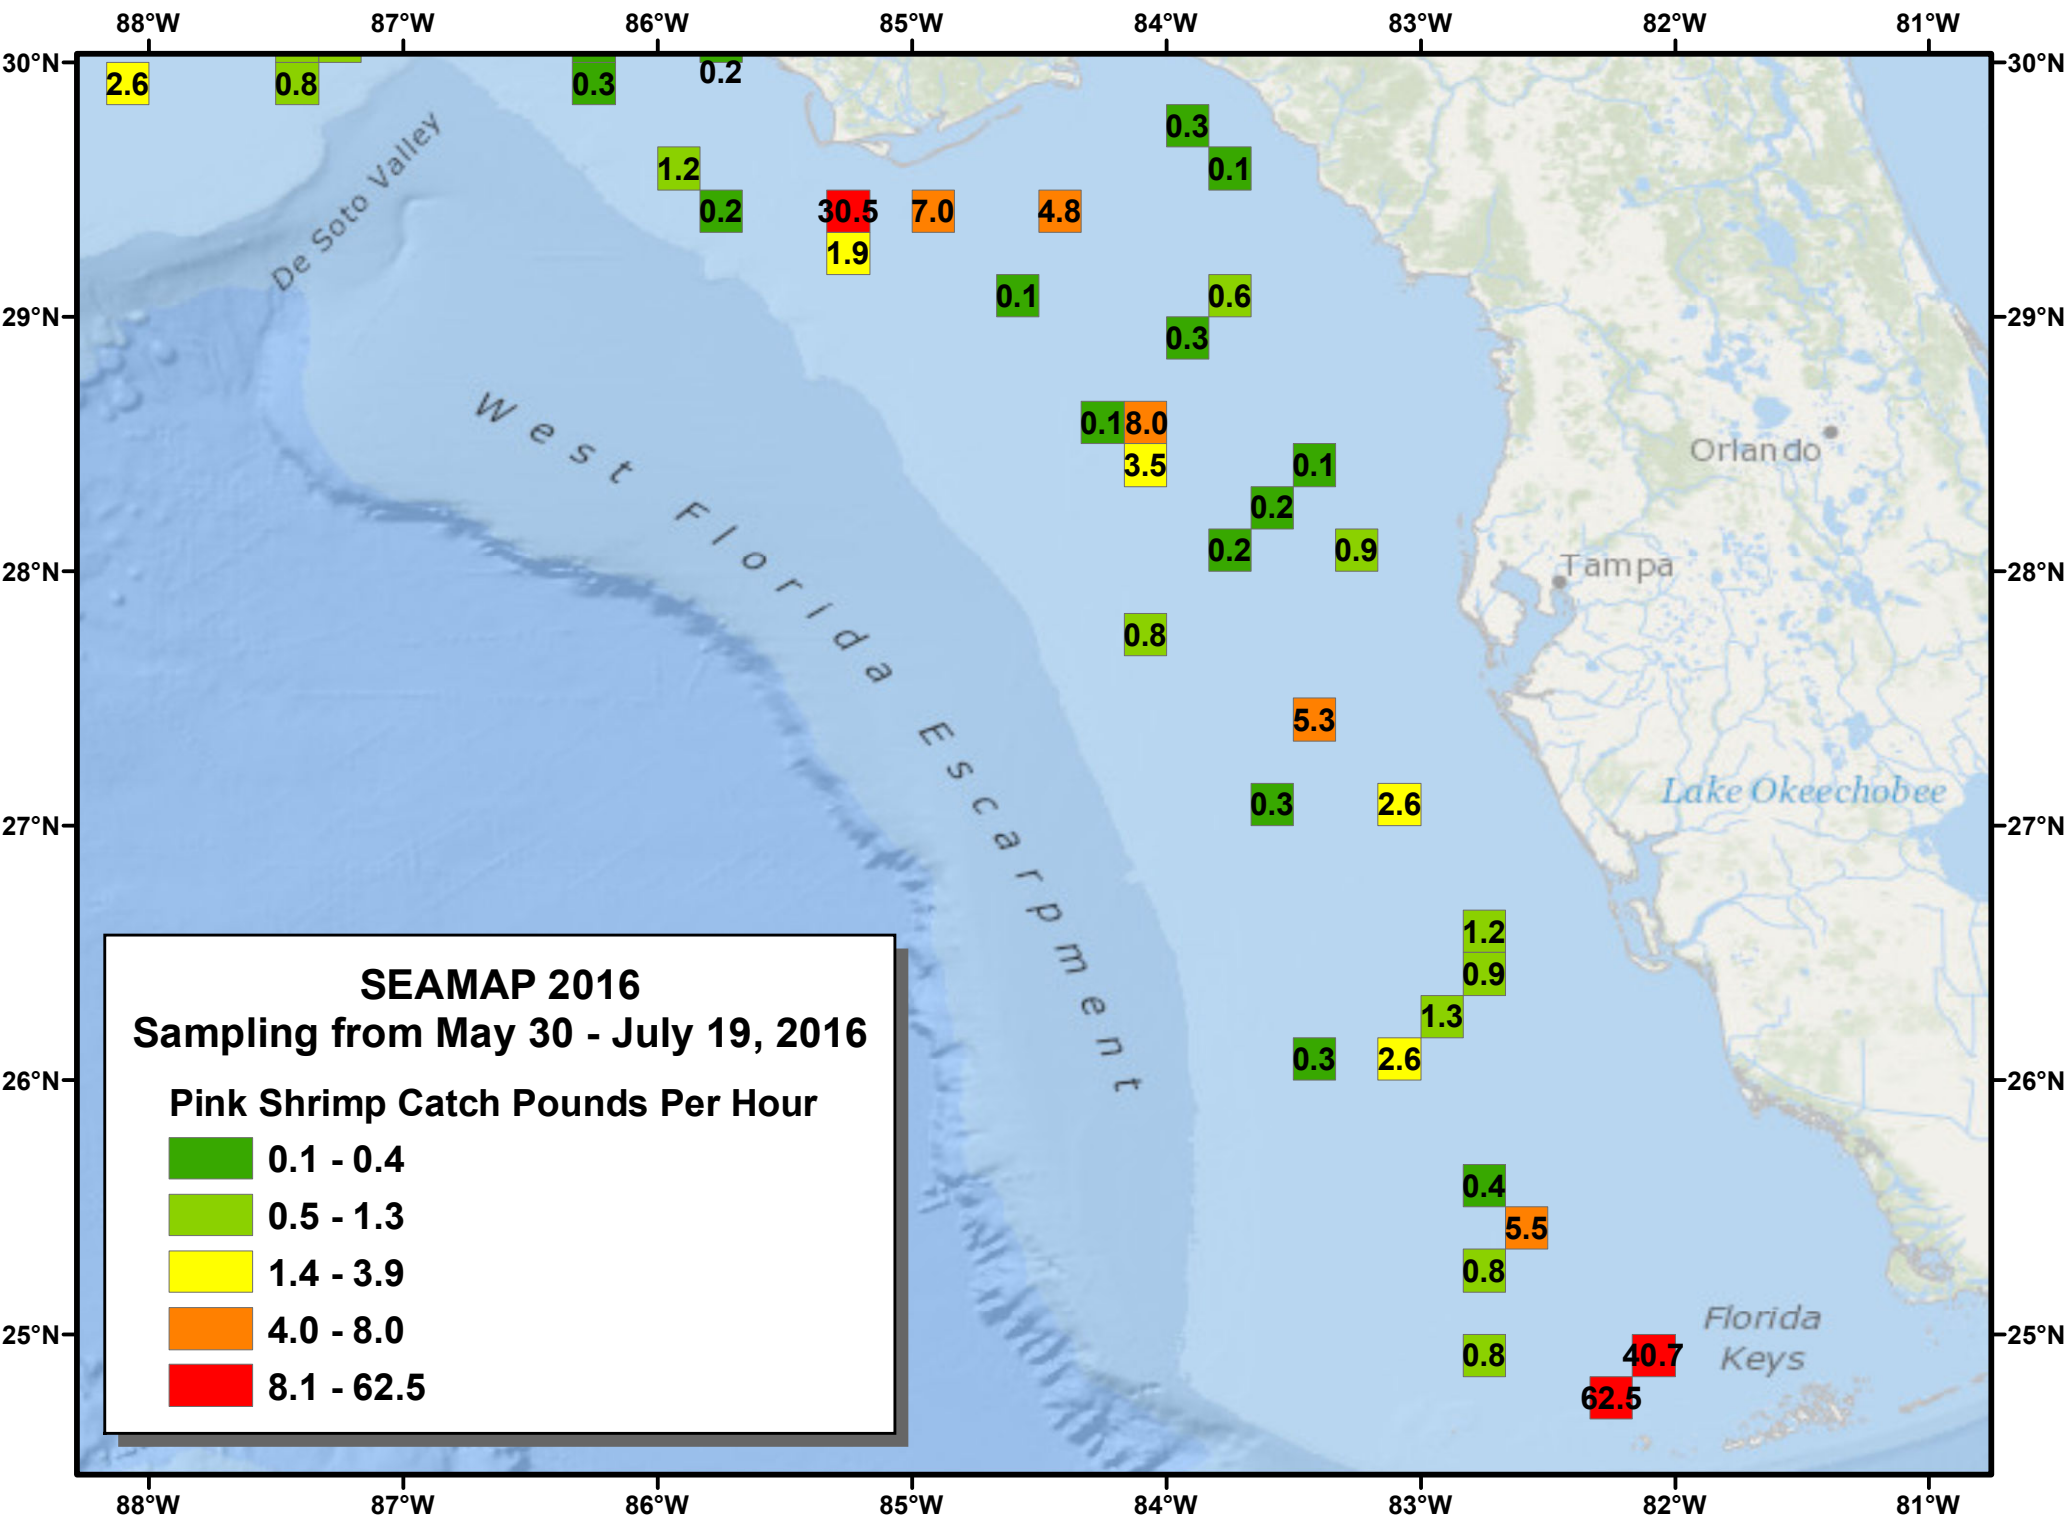 88°W 87°W 86°W 85°W 84°W 83°W 82°W 81°W
30°N 30°N
2.6 0.8 0.3 0.2
0.3
De Soto Valley
1.2 0.1
0.2 30.5 7.0 4.8
1.9
0.1 0.6
29°N 29°N
0.3
West Florida Escarpment
0.1 8.0
Orlando
3.5 0.1
0.2
0.2 0.9
Tampa
28°N 28°N
0.8
5.3
Lake Okeechobee
0.3 2.6
27°N 27°N
1.2
0.9
1.3
0.3 2.6
26°N 26°N
0.4
5.5
0.8
Florida
Keys
25°N 25°N
0.8 40.7
62.5
SEAMAP 2016
Sampling from May 30 - July 19, 2016
Pink Shrimp Catch Pounds Per Hour
0.1 - 0.4
0.5 - 1.3
1.4 - 3.9
4.0 - 8.0
8.1 - 62.5
88°W 87°W 86°W 85°W 84°W 83°W 82°W 81°W